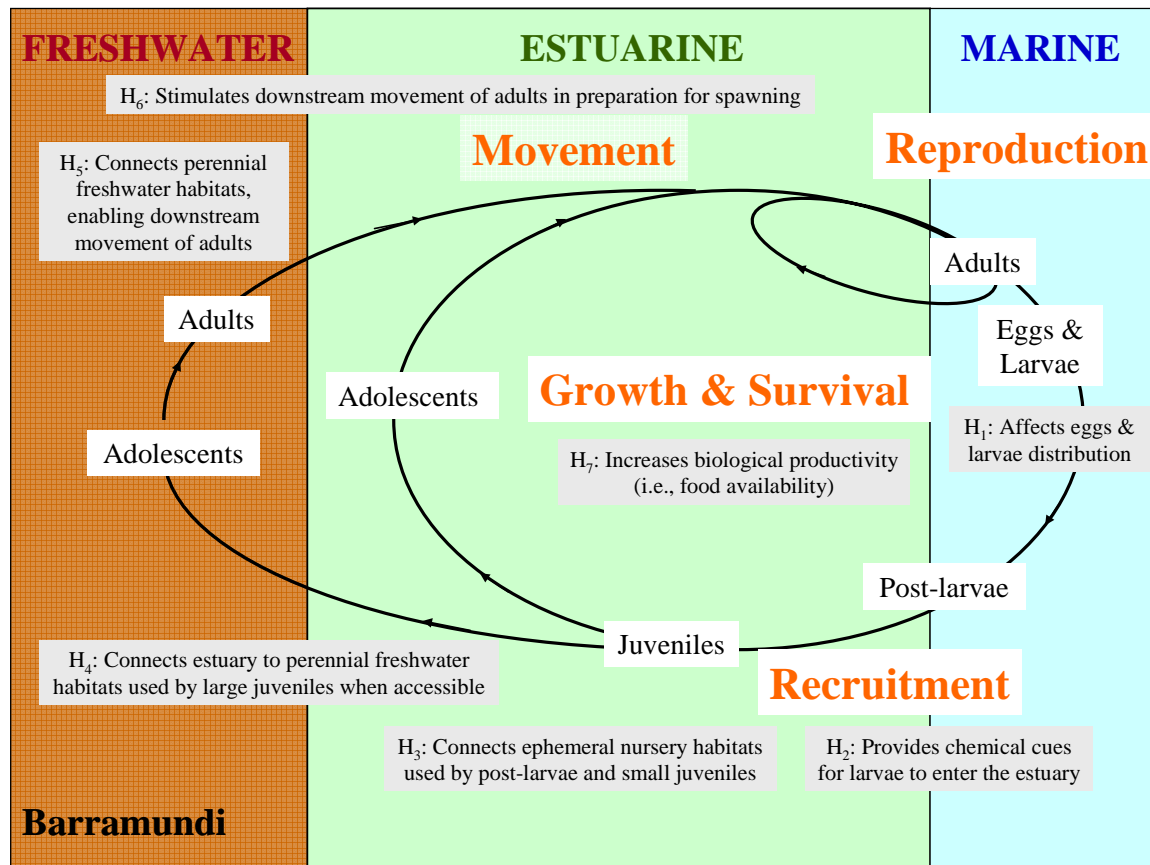 FRESHWATER
ESTUARINE
MARINE
H₆: Stimulates downstream movement of adults in preparation for spawning
Movement
Reproduction
H₅: Connects perennial
freshwater habitats,
enabling downstream
movement of adults
Adults
Adults
Eggs &
Larvae
Adolescents
Growth & Survival
H₁: Affects eggs &
larvae distribution
Adolescents
H₇: Increases biological productivity
(i.e., food availability)
Post-larvae
Juveniles
H₄: Connects estuary to perennial freshwater
habitats used by large juveniles when accessible
Recruitment
H₃: Connects ephemeral nursery habitats
used by post-larvae and small juveniles
H₂: Provides chemical cues
for larvae to enter the estuary
Barramundi